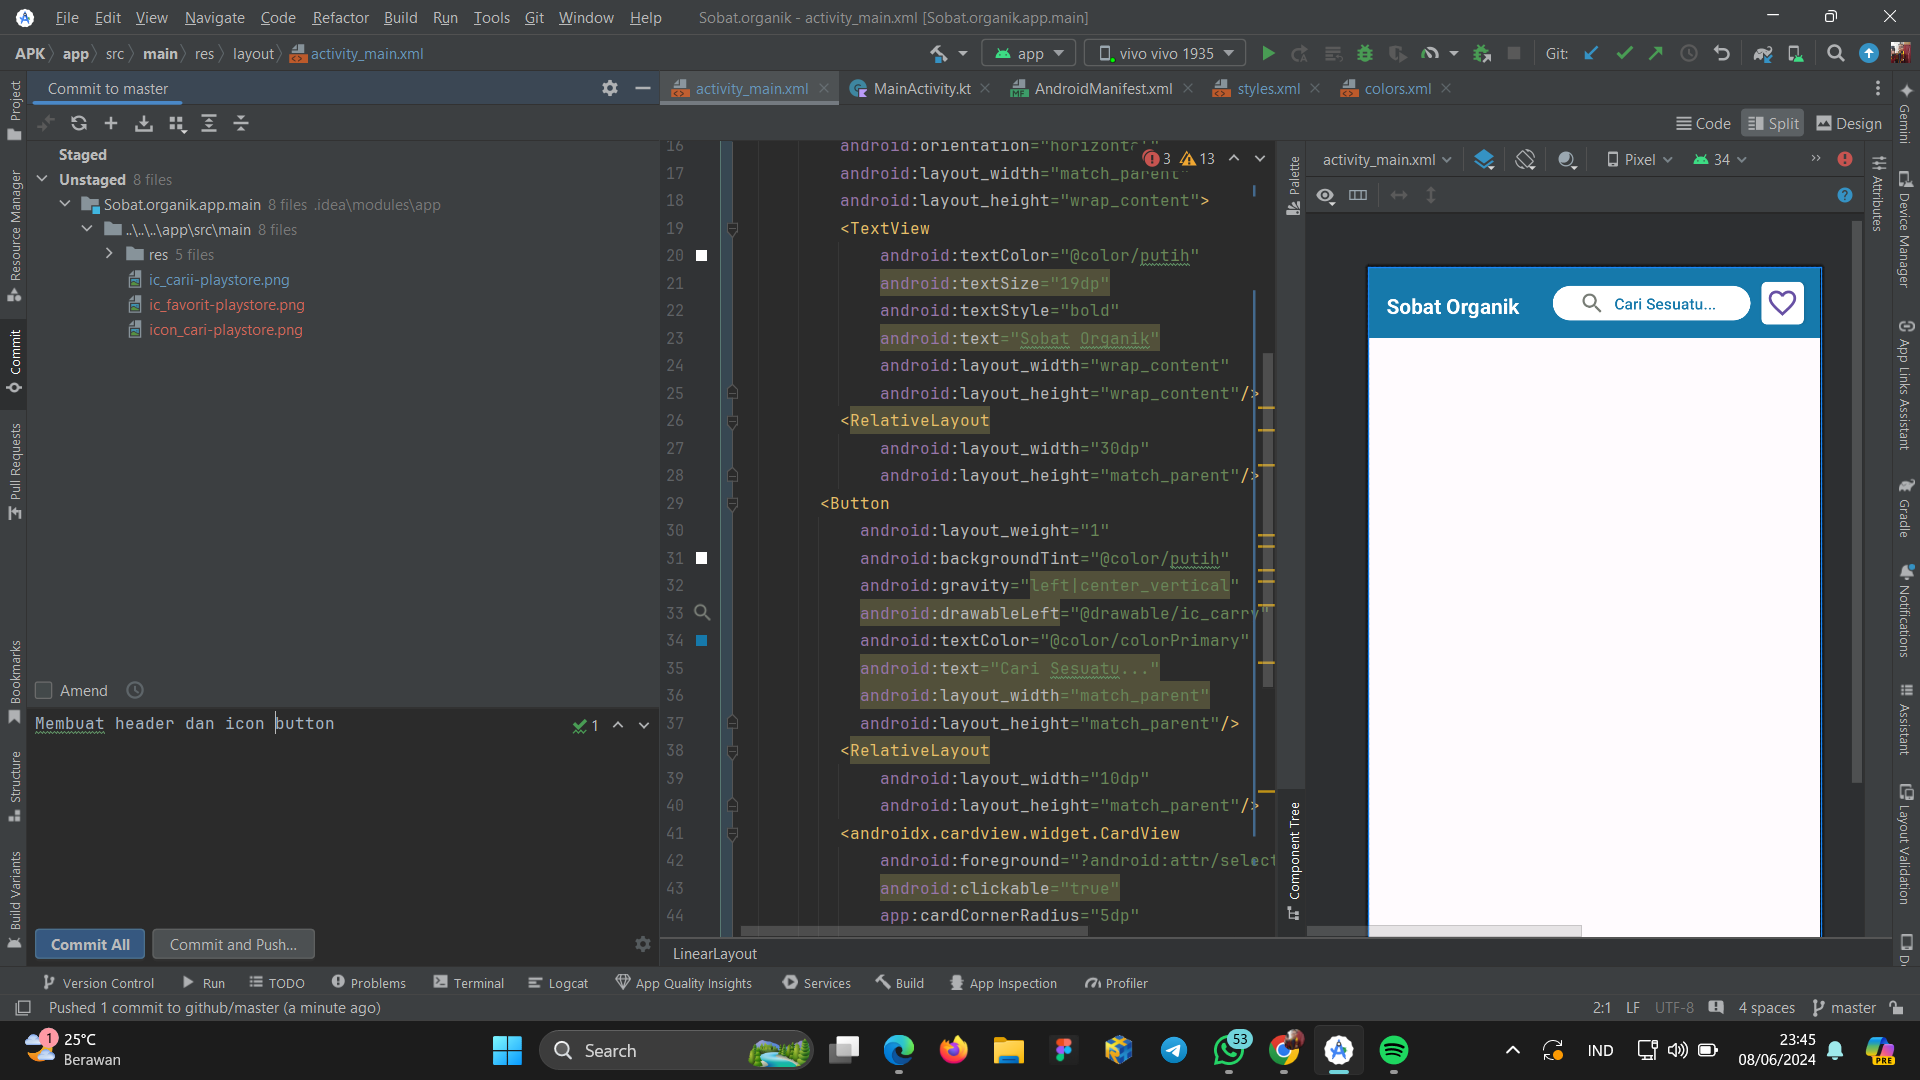 File Edit View Navigate Code Refactor Build Run Tools Git Window Help Sobat.organik - activity_main.xml [Sobat.organik.app.main]
APK app src main res layout activity_main.xml app vivo vivo 1935 Git:
Commit to master
activity_main.xml MainActivity.kt AndroidManifest.xml styles.xml colors.xml
Code Split Design
Staged
Unstaged 8 files
Sobat.organik.app.main 8 files .idea\modules\app
..\..\..\app\src\main 8 files
res 5 files
ic_carii-playstore.png
ic_favorit-playstore.png
icon_cari-playstore.png
Amend
Membuat header dan icon button
1
Commit All Commit and Push...
Project
Resource Manager
Commit
Pull Requests
Bookmarks
Structure
Build Variants
3 13
16 android:orientation="horizontal"
17 android:layout_width="match_parent"
18 android:layout_height="wrap_content">
19 <TextView
20 android:textColor="@color/putih"
21 android:textSize="19dp"
22 android:textStyle="bold"
23 android:text="Sobat Organik"
24 android:layout_width="wrap_content"
25 android:layout_height="wrap_content"/>
26 <RelativeLayout
27 android:layout_width="30dp"
28 android:layout_height="match_parent"/>
29 <Button
30 android:layout_weight="1"
31 android:backgroundTint="@color/putih"
32 android:gravity="left|center_vertical"
33 android:drawableLeft="@drawable/ic_carry"
34 android:textColor="@color/colorPrimary"
35 android:text="Cari Sesuatu..."
36 android:layout_width="match_parent"
37 android:layout_height="match_parent"/>
38 <RelativeLayout
39 android:layout_width="10dp"
40 android:layout_height="match_parent"/>
41 <androidx.cardview.widget.CardView
42 android:foreground="?android:attr/select
43 android:clickable="true"
44 app:cardCornerRadius="5dp"
LinearLayout
Palette
Component Tree
activity_main.xml Pixel 34
Sobat Organik Cari Sesuatu...
Attributes
Gemini
Device Manager
App Links Assistant
Gradle
Notifications
Assistant
Layout Validation
Version Control Run TODO Problems Terminal Logcat App Quality Insights Services Build App Inspection Profiler
Pushed 1 commit to github/master (a minute ago) 2:1 LF UTF-8 4 spaces master
1 25°C
Berawan
Search
53
IND
23:45
08/06/2024
PRE